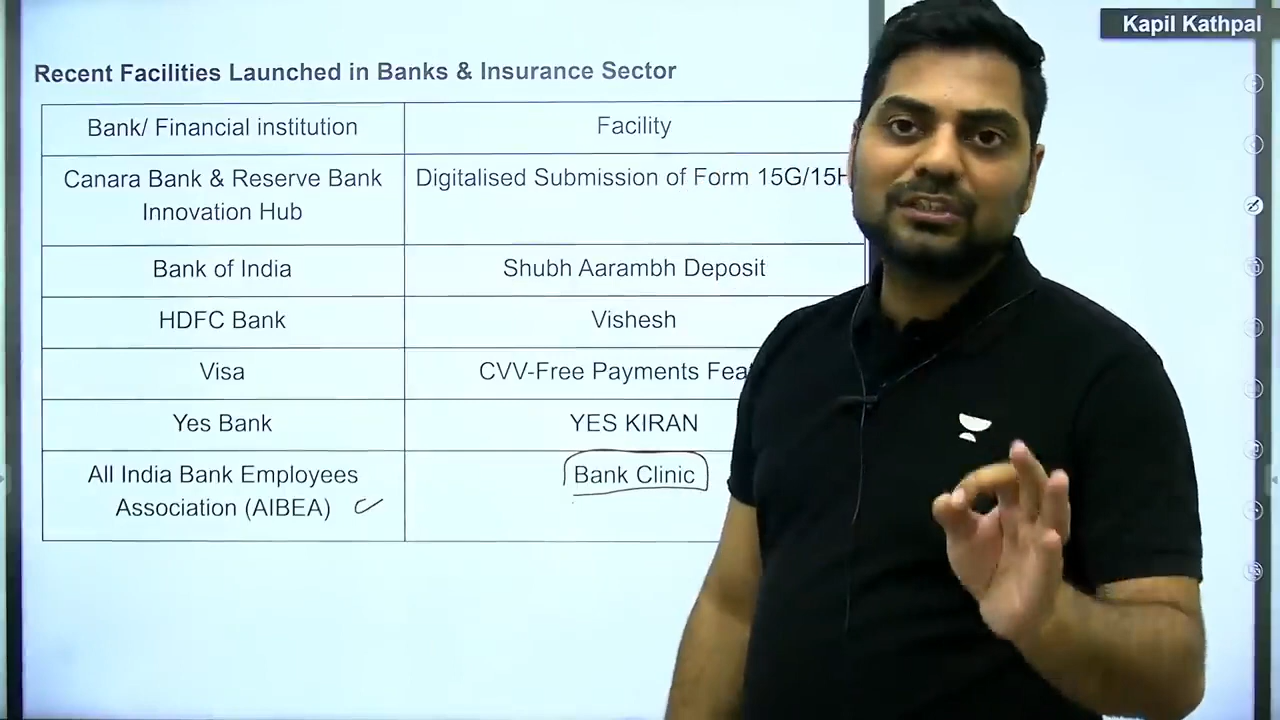 Kapil Kathpal
Recent Facilities Launched in Banks & Insurance Sector
Bank/ Financial institution
Facility
Canara Bank & Reserve Bank
Innovation Hub
Digitalised Submission of Form 15G/15H
Bank of India
Shubh Aarambh Deposit
HDFC Bank
Vishesh
Visa
CVV-Free Payments
Yes Bank
YES KIRAN
All India Bank Employees
Association (AIBEA)
Bank Clinic